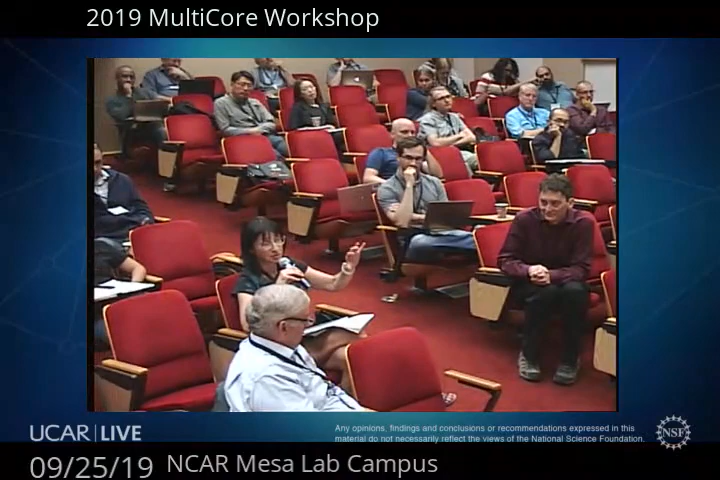 2019 MultiCore Workshop
UCAR|LIVE
Any opinions, findings and conclusions or recommendations expressed in this
material do not necessarily reflect the views of the National Science Foundation.
NSF
09/25/19 NCAR Mesa Lab Campus